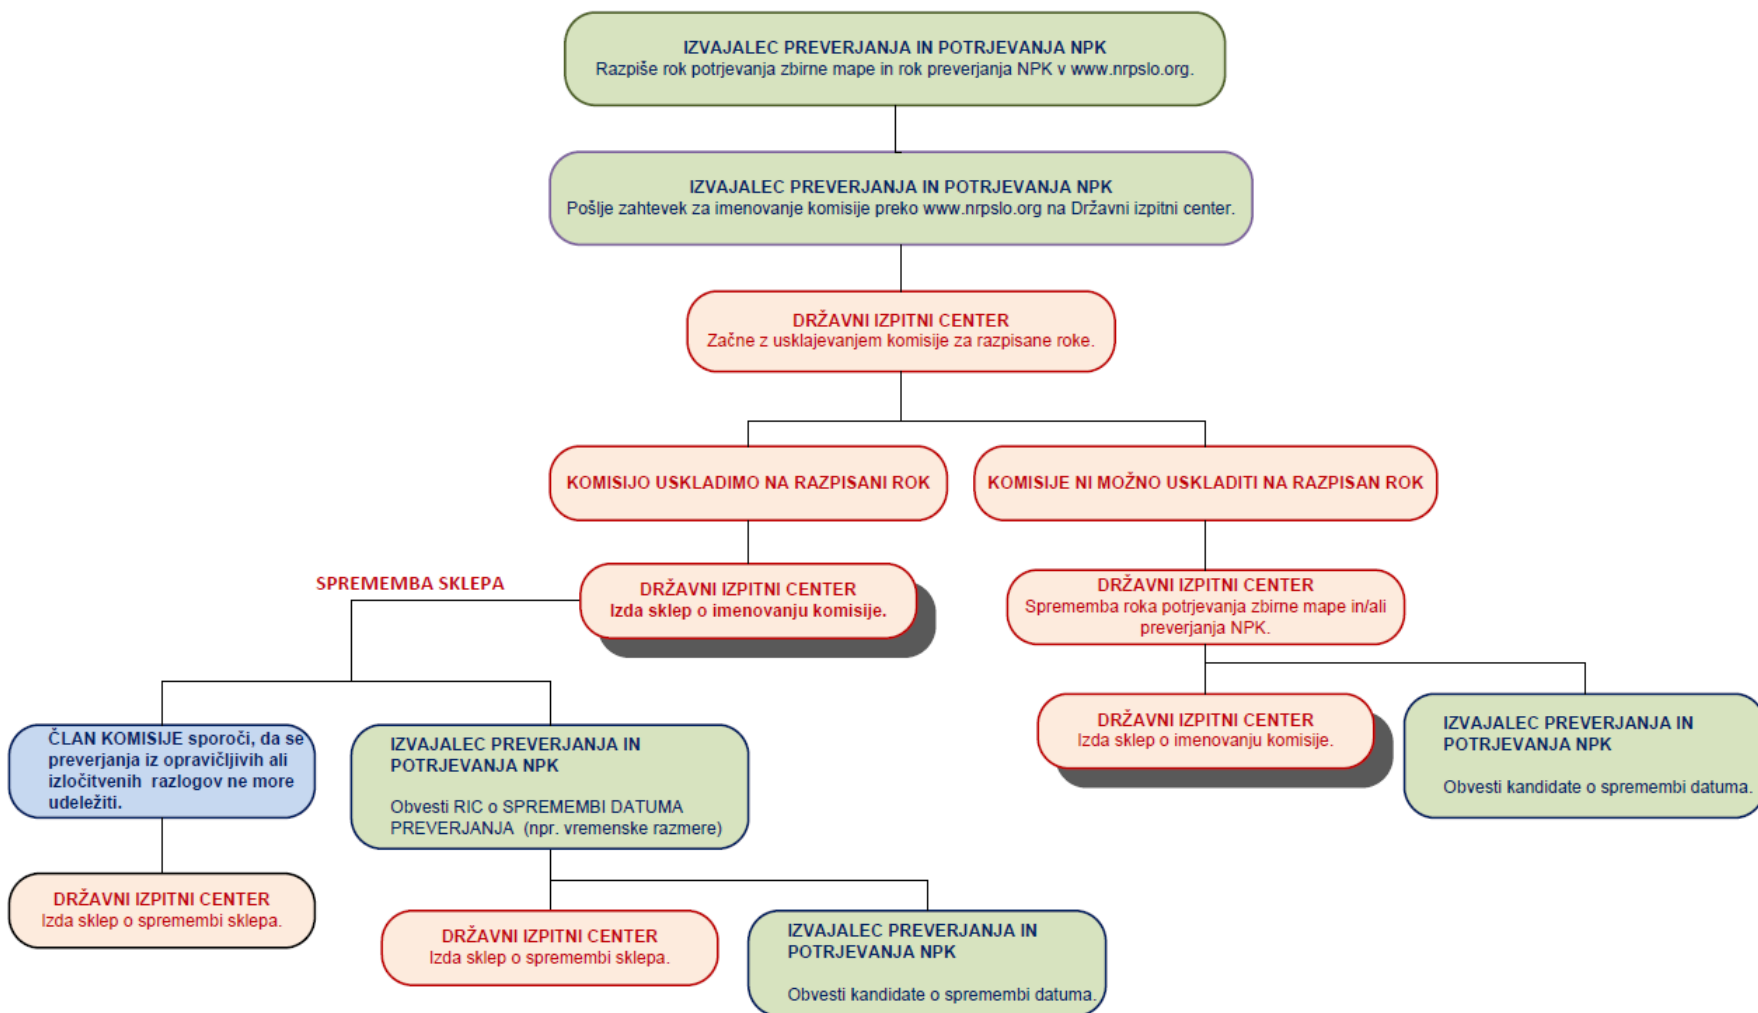 IZVAJALEC PREVERJANJA IN POTRJEVANJA NPK
Razpiše rok potrjevanja zbirne mape in rok preverjanja NPK v www.nrpslo.org.
IZVAJALEC PREVERJANJA IN POTRJEVANJA NPK
Pošlje zahtevek za imenovanje komisije preko www.nrpslo.org na Državni izpitni center.
DRŽAVNI IZPITNI CENTER
Začne z usklajevanjem komisije za razpisane roke.
KOMISIJO USKLADIMO NA RAZPISANI ROK
KOMISIJE NI MOŽNO USKLADITI NA RAZPISAN ROK
SPREMEMBA SKLEPA
DRŽAVNI IZPITNI CENTER
Izda sklep o imenovanju komisije.
DRŽAVNI IZPITNI CENTER
Sprememba roka potrjevanja zbirne mape in/ali
preverjanja NPK.
ČLAN KOMISIJE sporoči, da se
preverjanja iz opravičljivih ali
izločitvenih razlogov ne more
udeležiti.
IZVAJALEC PREVERJANJA IN
POTRJEVANJA NPK
Obvesti RIC o SPREMEMBI DATUMA
PREVERJANJA (npr. vremenske razmere)
DRŽAVNI IZPITNI CENTER
Izda sklep o imenovanju komisije.
IZVAJALEC PREVERJANJA IN
POTRJEVANJA NPK
Obvesti kandidate o spremembi datuma.
DRŽAVNI IZPITNI CENTER
Izda sklep o spremembi sklepa.
DRŽAVNI IZPITNI CENTER
Izda sklep o spremembi sklepa.
IZVAJALEC PREVERJANJA IN
POTRJEVANJA NPK
Obvesti kandidate o spremembi datuma.